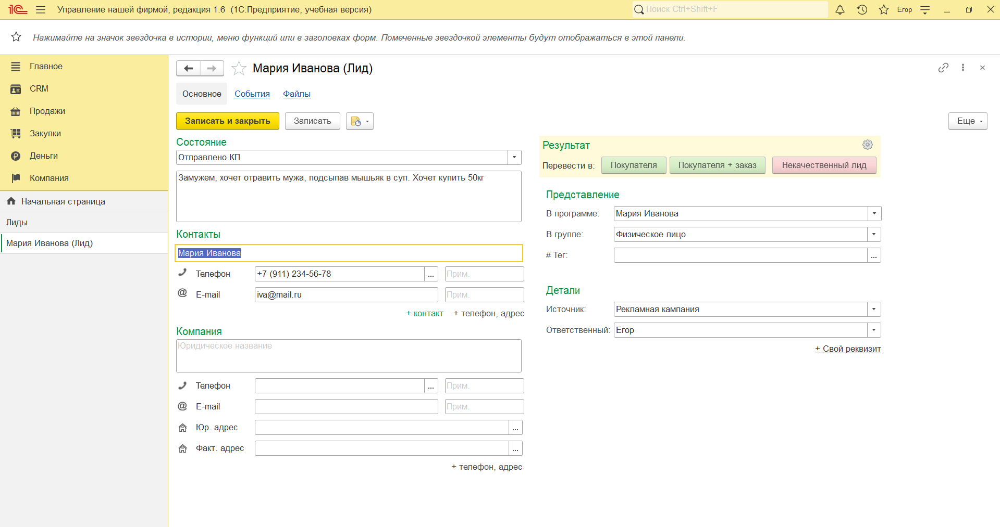 1С Управление нашей фирмой, редакция 1.6 (1С:Предприятие, учебная версия)
Поиск Ctrl+Shift+F
Егор
Нажимайте на значок звездочка в истории, меню функций или в заголовках форм. Помеченные звездочкой элементы будут отображаться в этой панели.
Главное
CRM
Продажи
Закупки
Деньги
Компания
Начальная страница
Лиды
Мария Иванова (Лид)
Мария Иванова (Лид)
Основное События Файлы
Записать и закрыть Записать Еще
Состояние
Отправлено КП
Замужем, хочет отравить мужа, подсыпав мышьяк в суп. Хочет купить 50кг
Контакты
Мария Иванова
Телефон +7 (911) 234-56-78 ... Прим.
@ E-mail iva@mail.ru Прим.
+ контакт + телефон, адрес
Компания
Юридическое название
Телефон ... Прим.
@ E-mail Прим.
Юр. адрес ...
Факт. адрес ...
+ телефон, адрес
Результат
Перевести в: Покупателя Покупателя + заказ Некачественный лид
Представление
В программе: Мария Иванова
В группе: Физическое лицо
# Тег: ...
Детали
Источник: Рекламная кампания
Ответственный: Егор
+ Свой реквизит